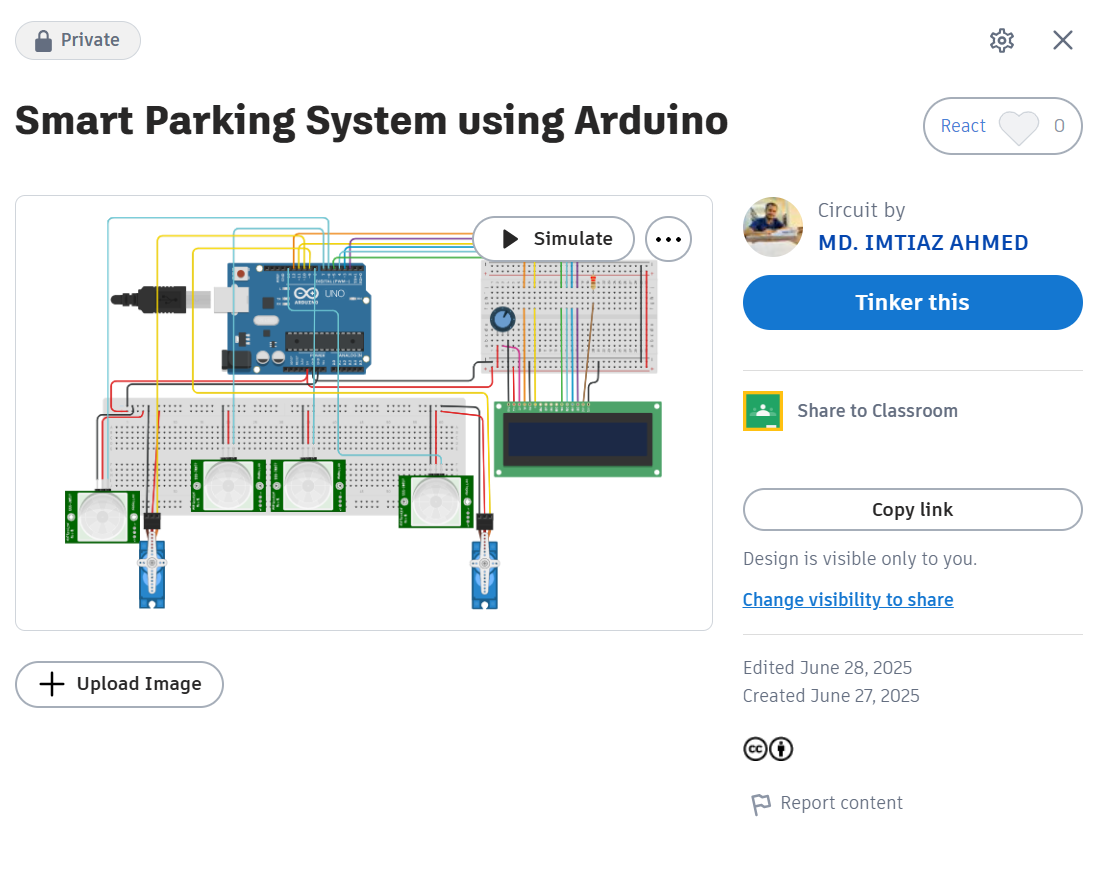 Private
Smart Parking System using Arduino
React 0
Simulate
UNO
ARDUINO
Circuit by
MD. IMTIAZ AHMED
Tinker this
Share to Classroom
Copy link
Design is visible only to you.
Change visibility to share
Upload Image
Edited June 28, 2025
Created June 27, 2025
cc
Report content